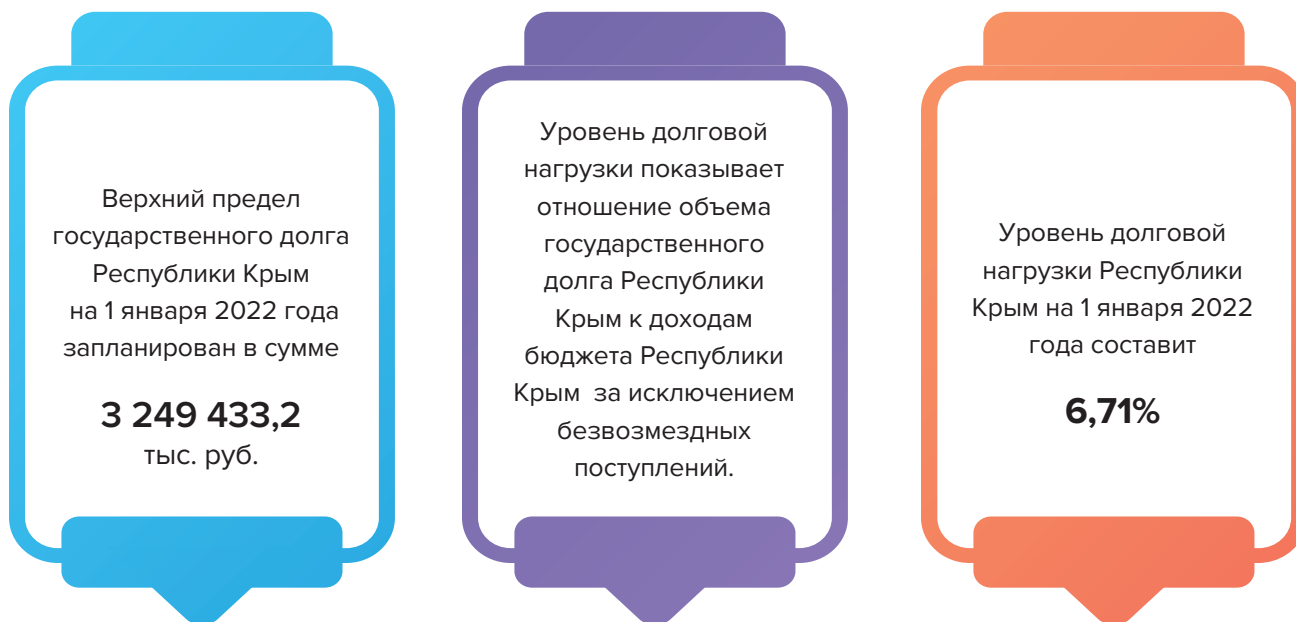 Верхний предел
государственного долга
Республики Крым
на 1 января 2022 года
запланирован в сумме
3 249 433,2
тыс. руб.
Уровень долговой
нагрузки показывает
отношение объема
государственного
долга Республики
Крым к доходам
бюджета Республики
Крым за исключением
безвозмездных
поступлений.
Уровень долговой
нагрузки Республики
Крым на 1 января 2022
года составит
6,71%